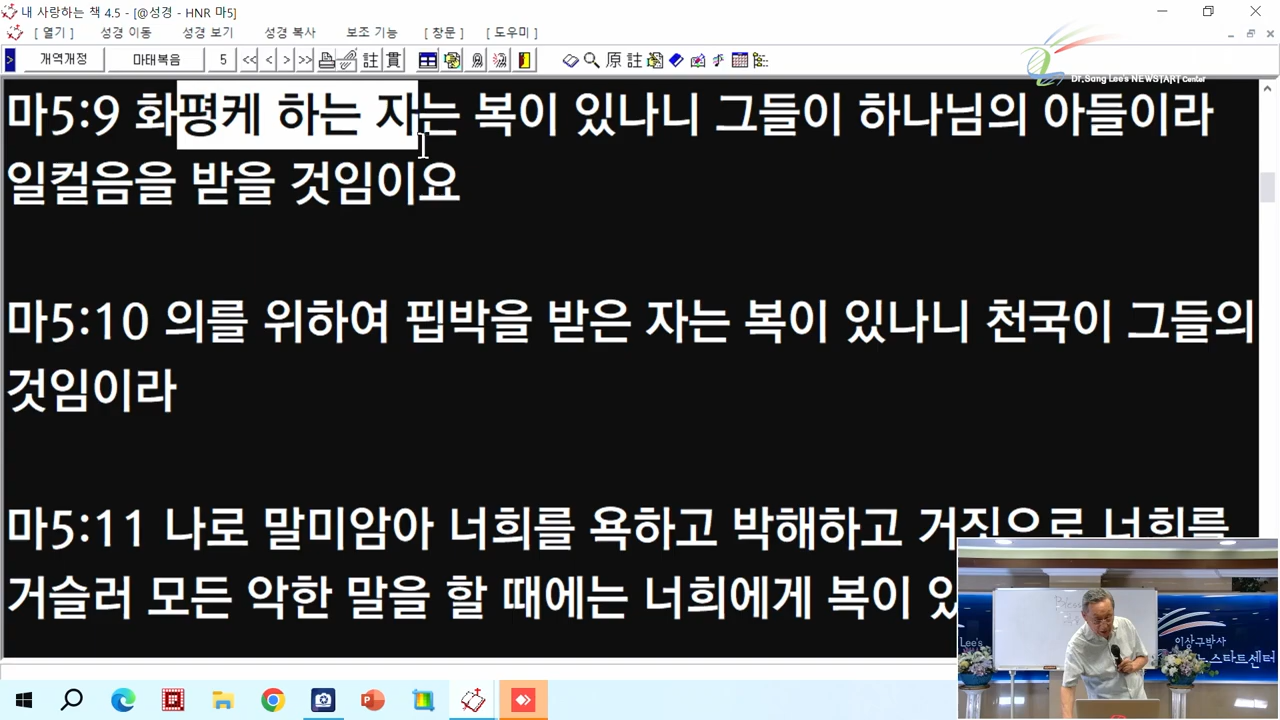 내 사랑하는 책 4.5 - [@성경 - HNR 마5]
[ 열기 ] 성경 이동 성경 보기 성경 복사 보조 기능 [ 창문 ] [ 도우미 ]
개역개정 마태복음 5 << < > >> 註 貫 原 註
Dr. Sang Lee's NEWSTART Center
마5:9 화평케 하는 자는 복이 있나니 그들이 하나님의 아들이라
일컬음을 받을 것임이요
마5:10 의를 위하여 핍박을 받은 자는 복이 있나니 천국이 그들의
것임이라
마5:11 나로 말미암아 너희를 욕하고 박해하고 거짓으로 너희를
거슬러 모든 악한 말을 할 때에는 너희에게 복이 있
Lee's
이상구박사
뉴스타트센터